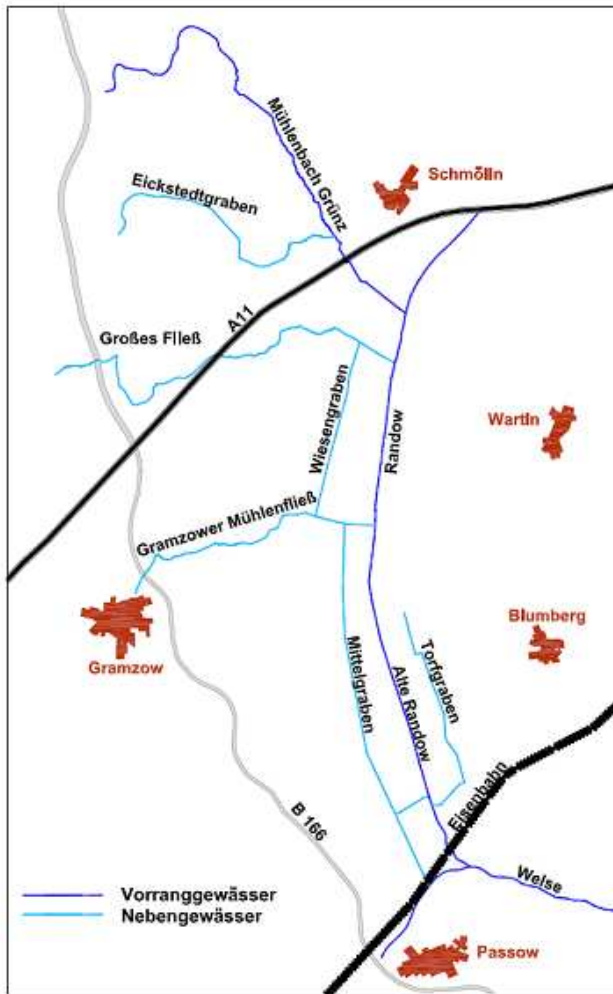 Mühlenbach Grünz
Schmölln
Eickstedtgraben
A11
Großes Fließ
Wiesengraben
Randow
Wartin
Gramzower Mühlenfließ
Gramzow
Blumberg
Mittelgraben
Alte Randow
Torfgraben
Eisenbahn
B 166
Welse
Vorranggewässer
Nebengewässer
Passow